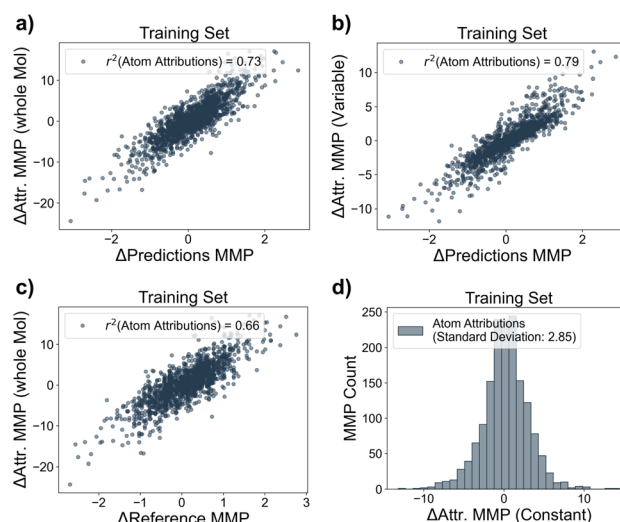 a)
Training Set
r²(Atom Attributions) = 0.73
ΔAttr. MMP (whole Mol)
10
0
−10
−20
−2
0
2
ΔPredictions MMP
b)
Training Set
r²(Atom Attributions) = 0.79
ΔAttr. MMP (Variable)
10
5
0
−5
−10
−2
0
2
ΔPredictions MMP
c)
Training Set
r²(Atom Attributions) = 0.66
ΔAttr. MMP (whole Mol)
10
0
−10
−20
−2
−1
0
1
2
3
ΔReference MMP
d)
Training Set
Atom Attributions
(Standard Deviation: 2.85)
MMP Count
250
200
150
100
50
0
−10
0
10
ΔAttr. MMP (Constant)